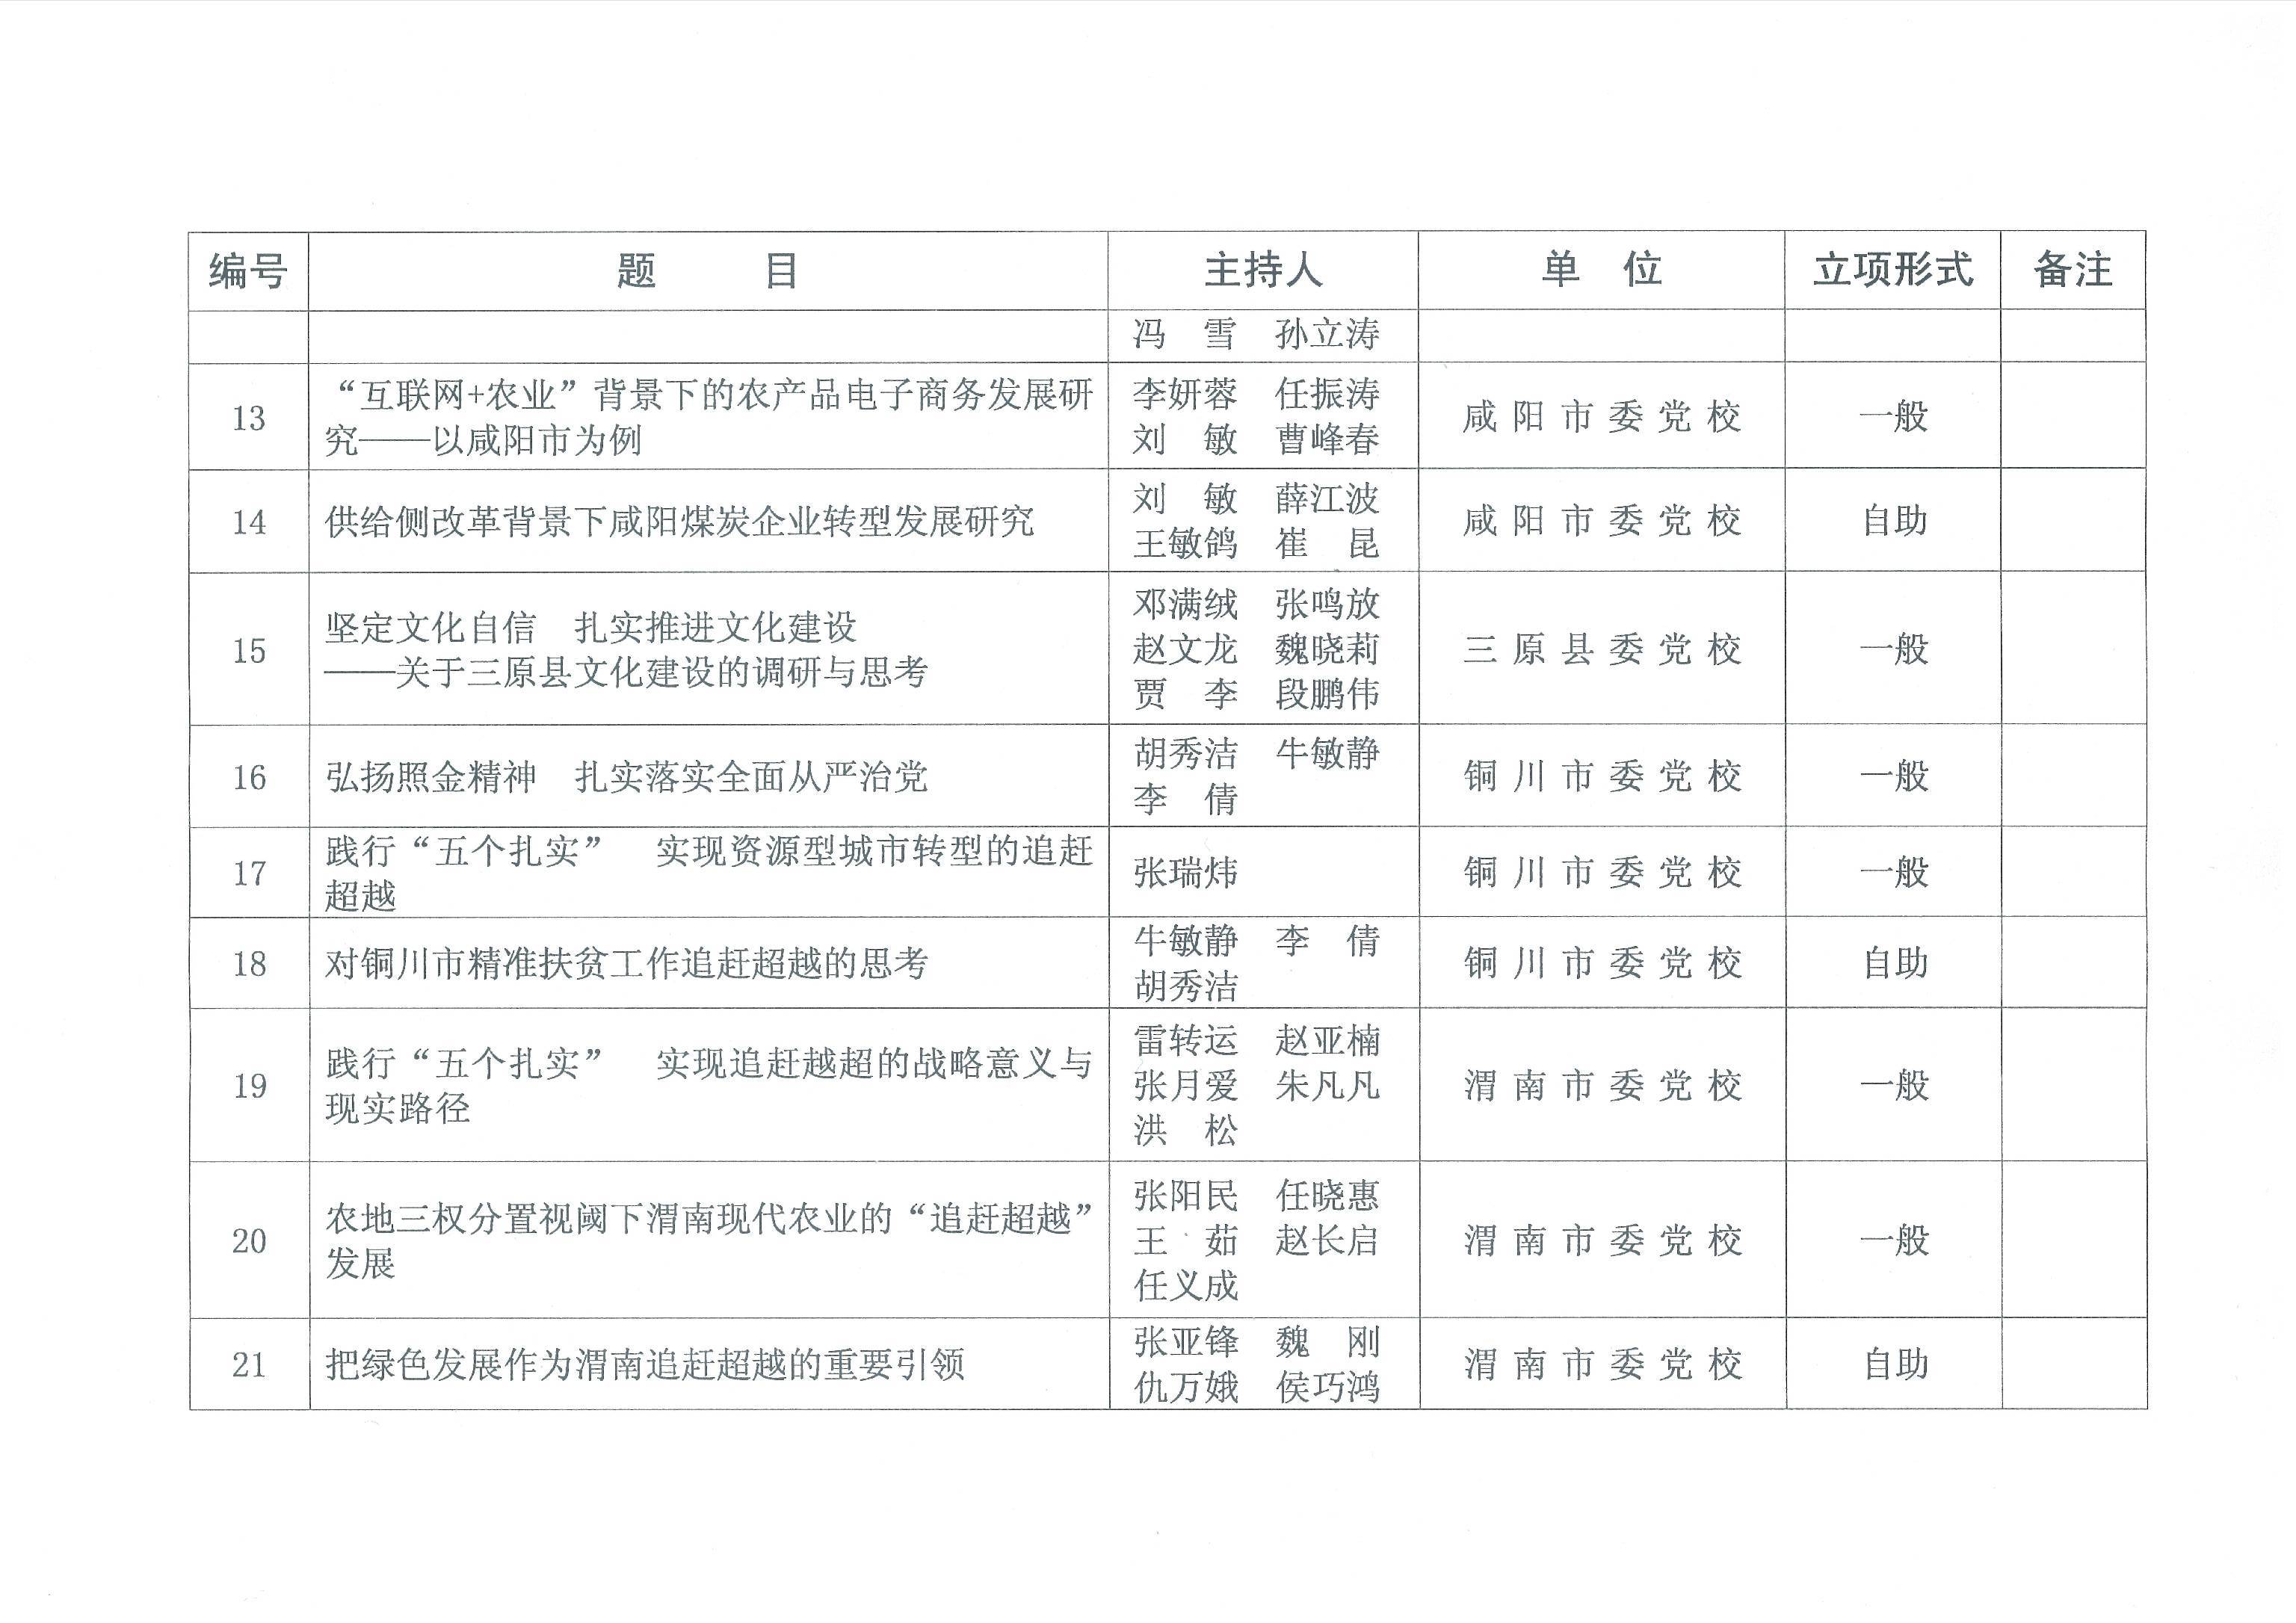 编号 题 目 主持人 单 位 立项形式 备注
冯 雪 孙立涛
13 “互联网+农业”背景下的农产品电子商务发展研 李妍蓉 任振涛 咸阳市委党校 一般
究——以咸阳市为例 刘 敏 曹峰春
14 供给侧改革背景下咸阳煤炭企业转型发展研究 刘 敏 薛江波 咸阳市委党校 自助
王敏鸽 崔 昆
15 坚定文化自信 扎实推进文化建设 邓满绒 张鸣放 三原县委党校 一般
——关于三原县文化建设的调研与思考 赵文龙 魏晓莉
贾 李 段鹏伟
16 弘扬照金精神 扎实落实全面从严治党 胡秀洁 牛敏静 铜川市委党校 一般
李 倩
17 践行“五个扎实” 实现资源型城市转型的追赶 张瑞炜 铜川市委党校 一般
超越
18 对铜川市精准扶贫工作追赶超越的思考 牛敏静 李 倩 铜川市委党校 自助
胡秀洁
19 践行“五个扎实” 实现追赶越超的战略意义与 雷转运 赵亚楠 渭南市委党校 一般
现实路径 张月爱 朱凡凡
洪 松
20 农地三权分置视阈下渭南现代农业的“追赶超越” 张阳民 任晓惠 渭南市委党校 一般
发展 王 茹 赵长启
任义成
21 把绿色发展作为渭南追赶超越的重要引领 张亚锋 魏 刚 渭南市委党校 自助
仇万娥 侯巧鸿